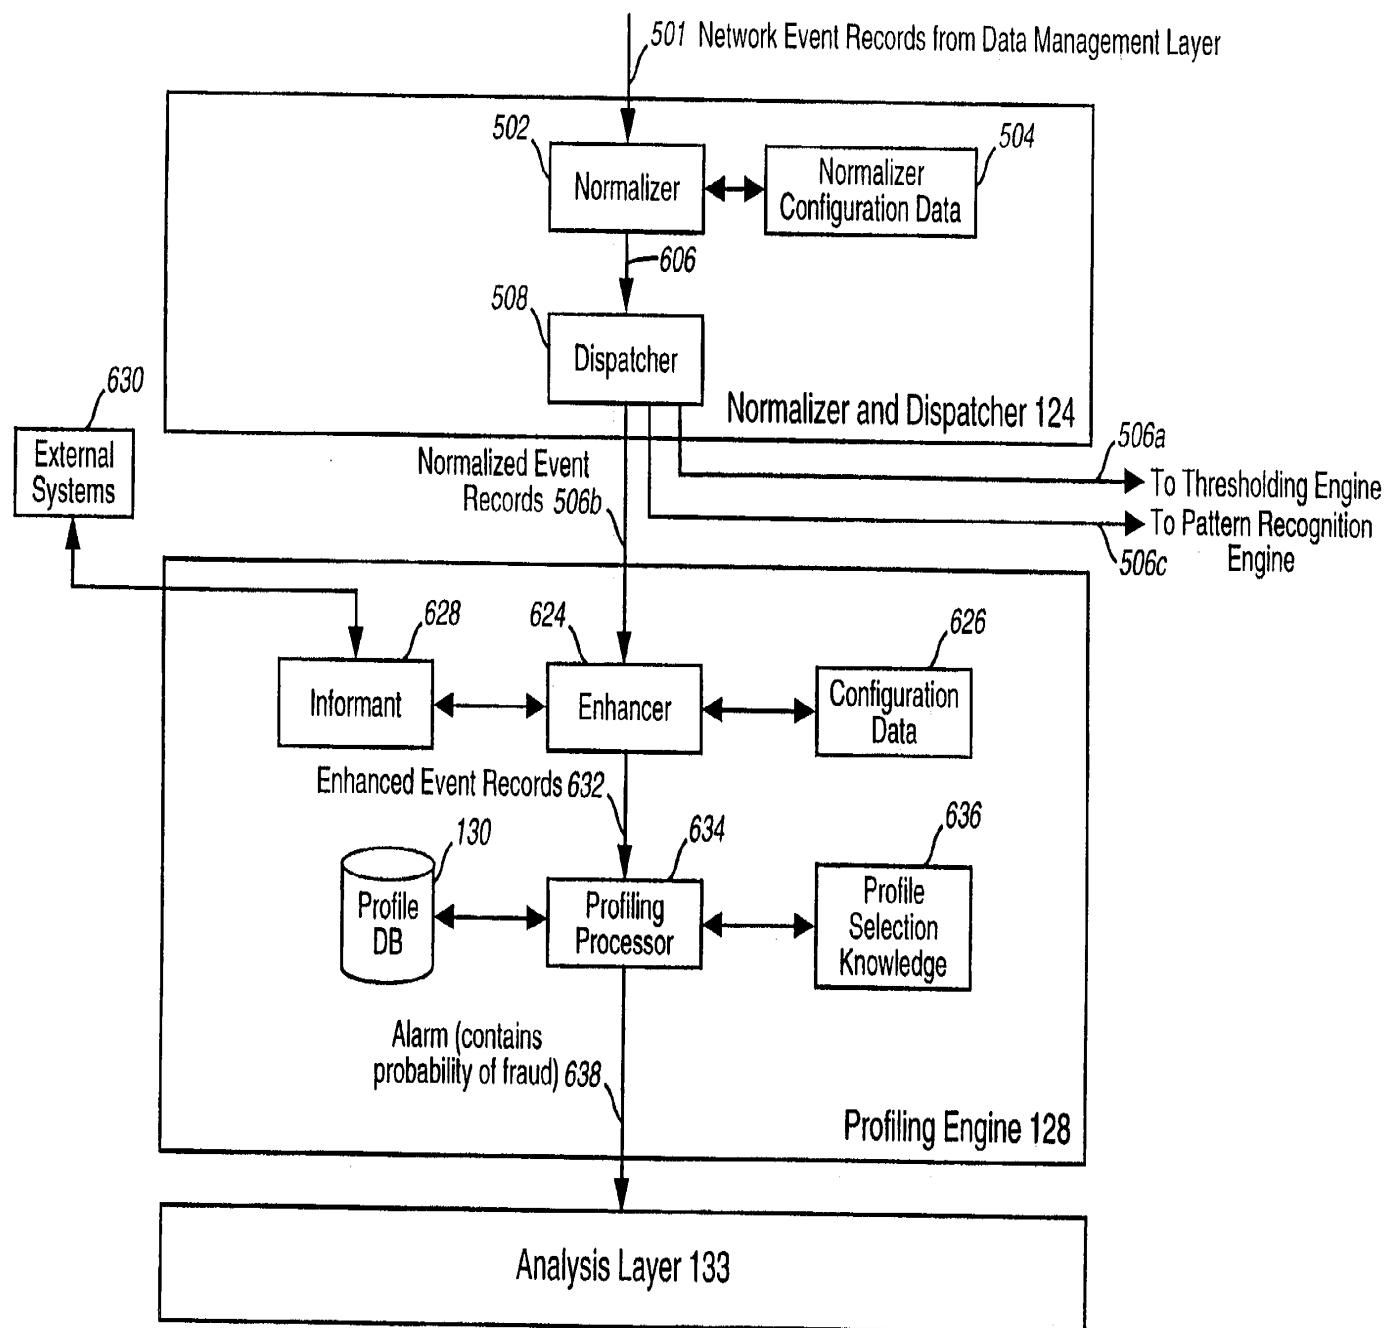 501 Network Event Records from Data Management Layer
502
504
Normalizer
Normalizer
Configuration Data
606
508
Dispatcher
Normalizer and Dispatcher 124
630
External
Systems
Normalized Event
Records 506b
506a
To Thresholding Engine
To Pattern Recognition
Engine
506c
628
624
626
Informant
Enhancer
Configuration
Data
Enhanced Event Records 632
130
634
636
Profile
DB
Profiling
Processor
Profile
Selection
Knowledge
Alarm (contains
probability of fraud) 638
Profiling Engine 128
Analysis Layer 133